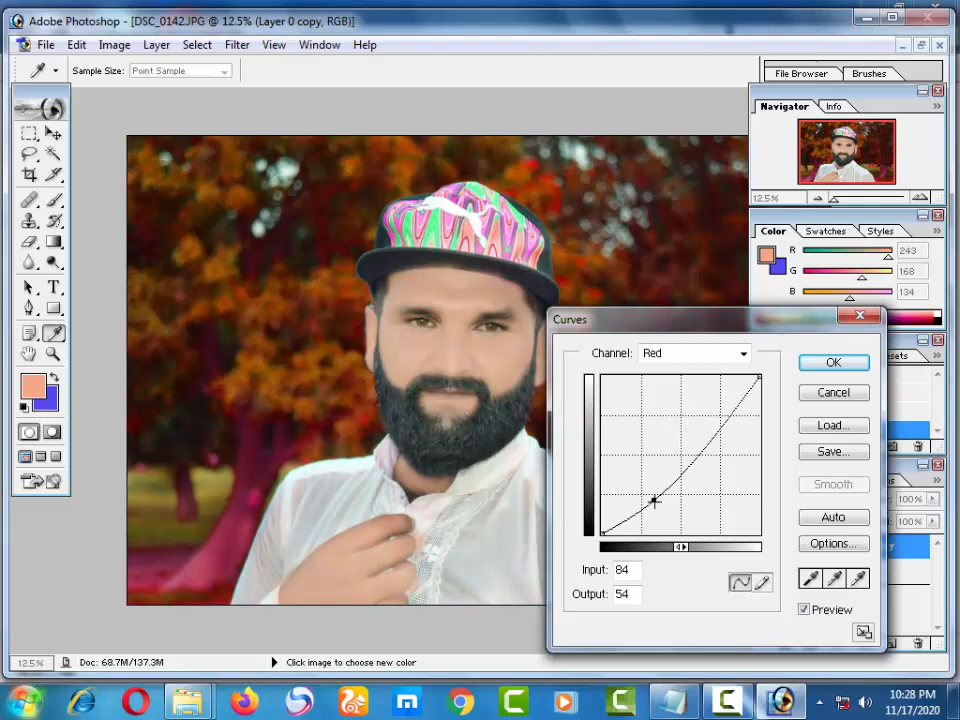 Adobe Photoshop - [DSC_0142.JPG @ 12.5% (Layer 0 copy, RGB)]
File Edit Image Layer Select Filter View Window Help
Sample Size: Point Sample
File Browser Brushes
Navigator Info
12.5%
Color Swatches Styles
R 243
G 168
B 134
Curves
Channel: Red
OK
Cancel
Load...
Save...
Smooth
Auto
Options...
Input: 84
Output: 54
Preview
100%
100%
12.5% Doc: 68.7M/137.3M Click image to choose new color
10:28 PM
11/17/2020